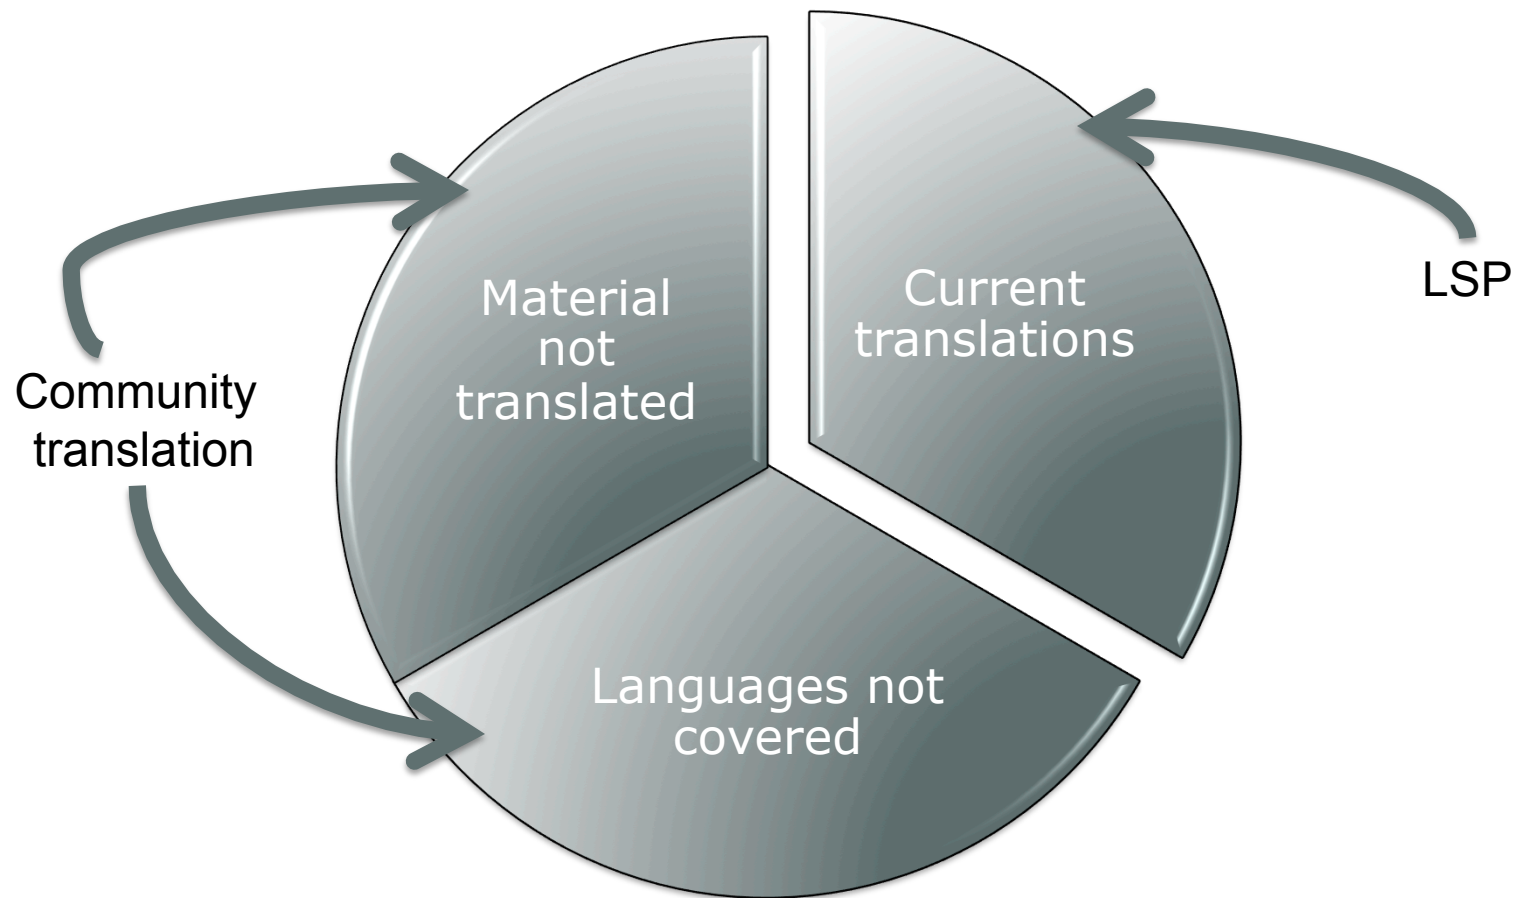 Material
not
translated
Current
translations
LSP
Community
translation
Languages not
covered